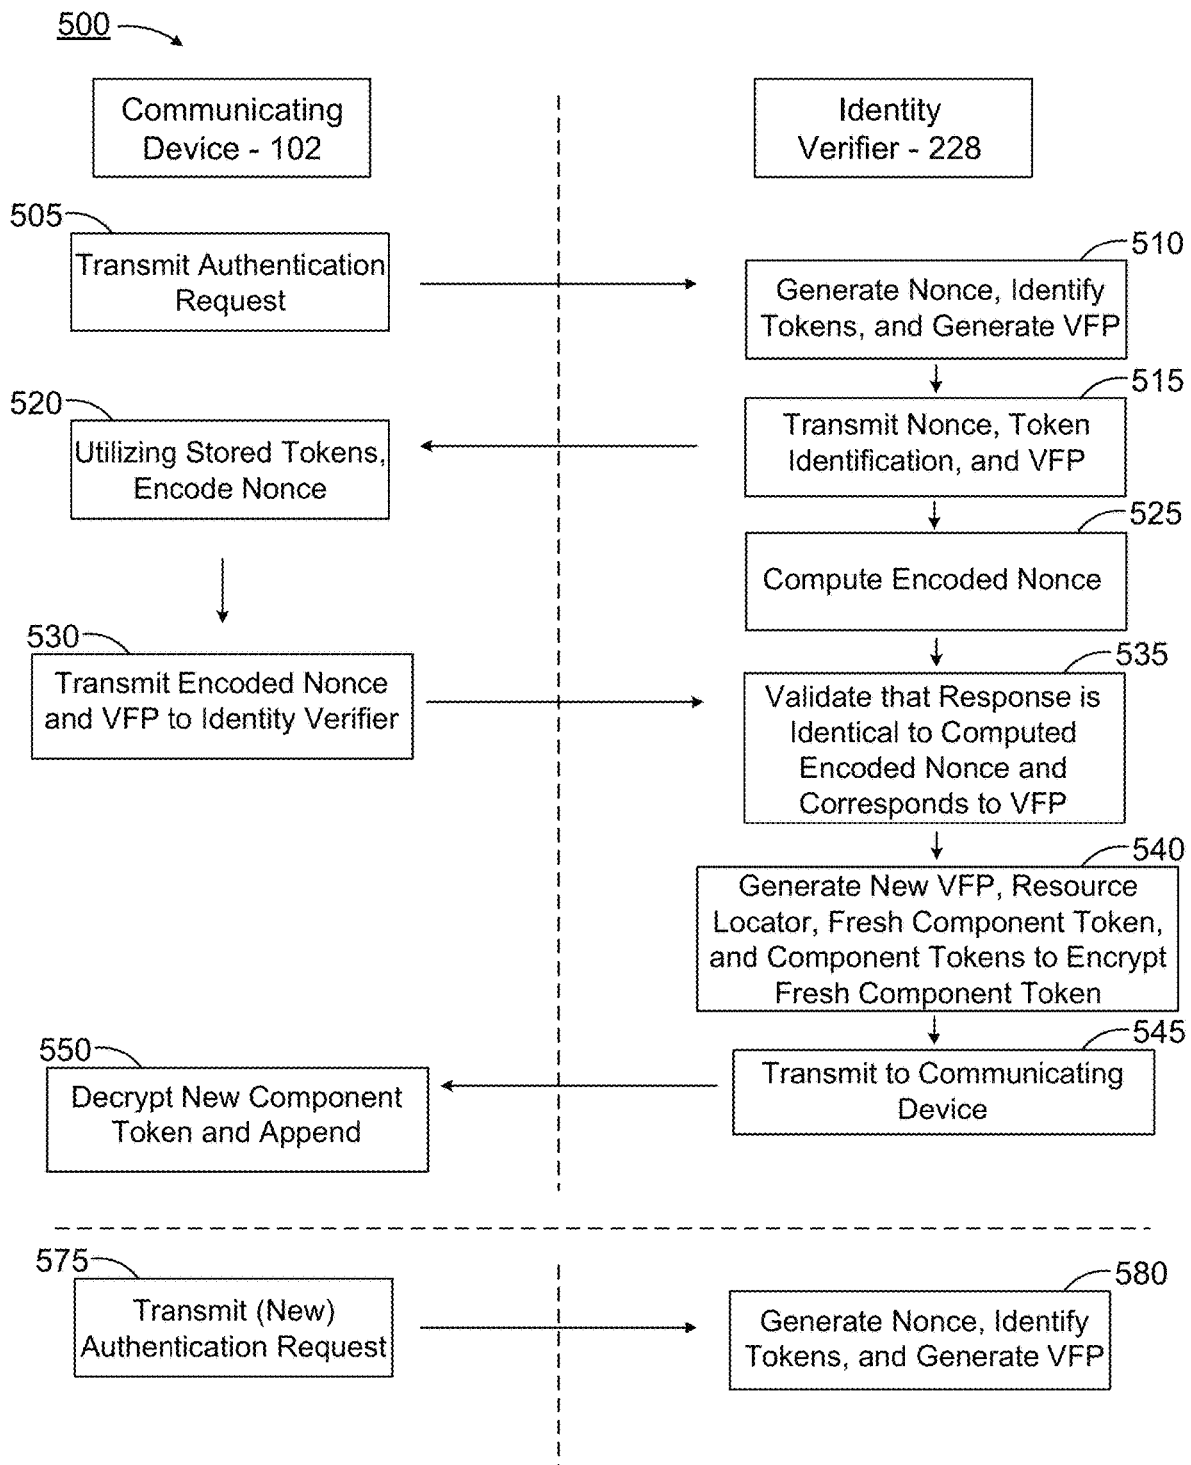 500
Communicating
Device - 102
Identity
Verifier - 228
505
Transmit Authentication
Request
510
Generate Nonce, Identify
Tokens, and Generate VFP
515
Transmit Nonce, Token
Identification, and VFP
520
Utilizing Stored Tokens,
Encode Nonce
525
Compute Encoded Nonce
530
Transmit Encoded Nonce
and VFP to Identity Verifier
535
Validate that Response is
Identical to Computed
Encoded Nonce and
Corresponds to VFP
540
Generate New VFP, Resource
Locator, Fresh Component Token,
and Component Tokens to Encrypt
Fresh Component Token
545
Transmit to Communicating
Device
550
Decrypt New Component
Token and Append
575
Transmit (New)
Authentication Request
580
Generate Nonce, Identify
Tokens, and Generate VFP